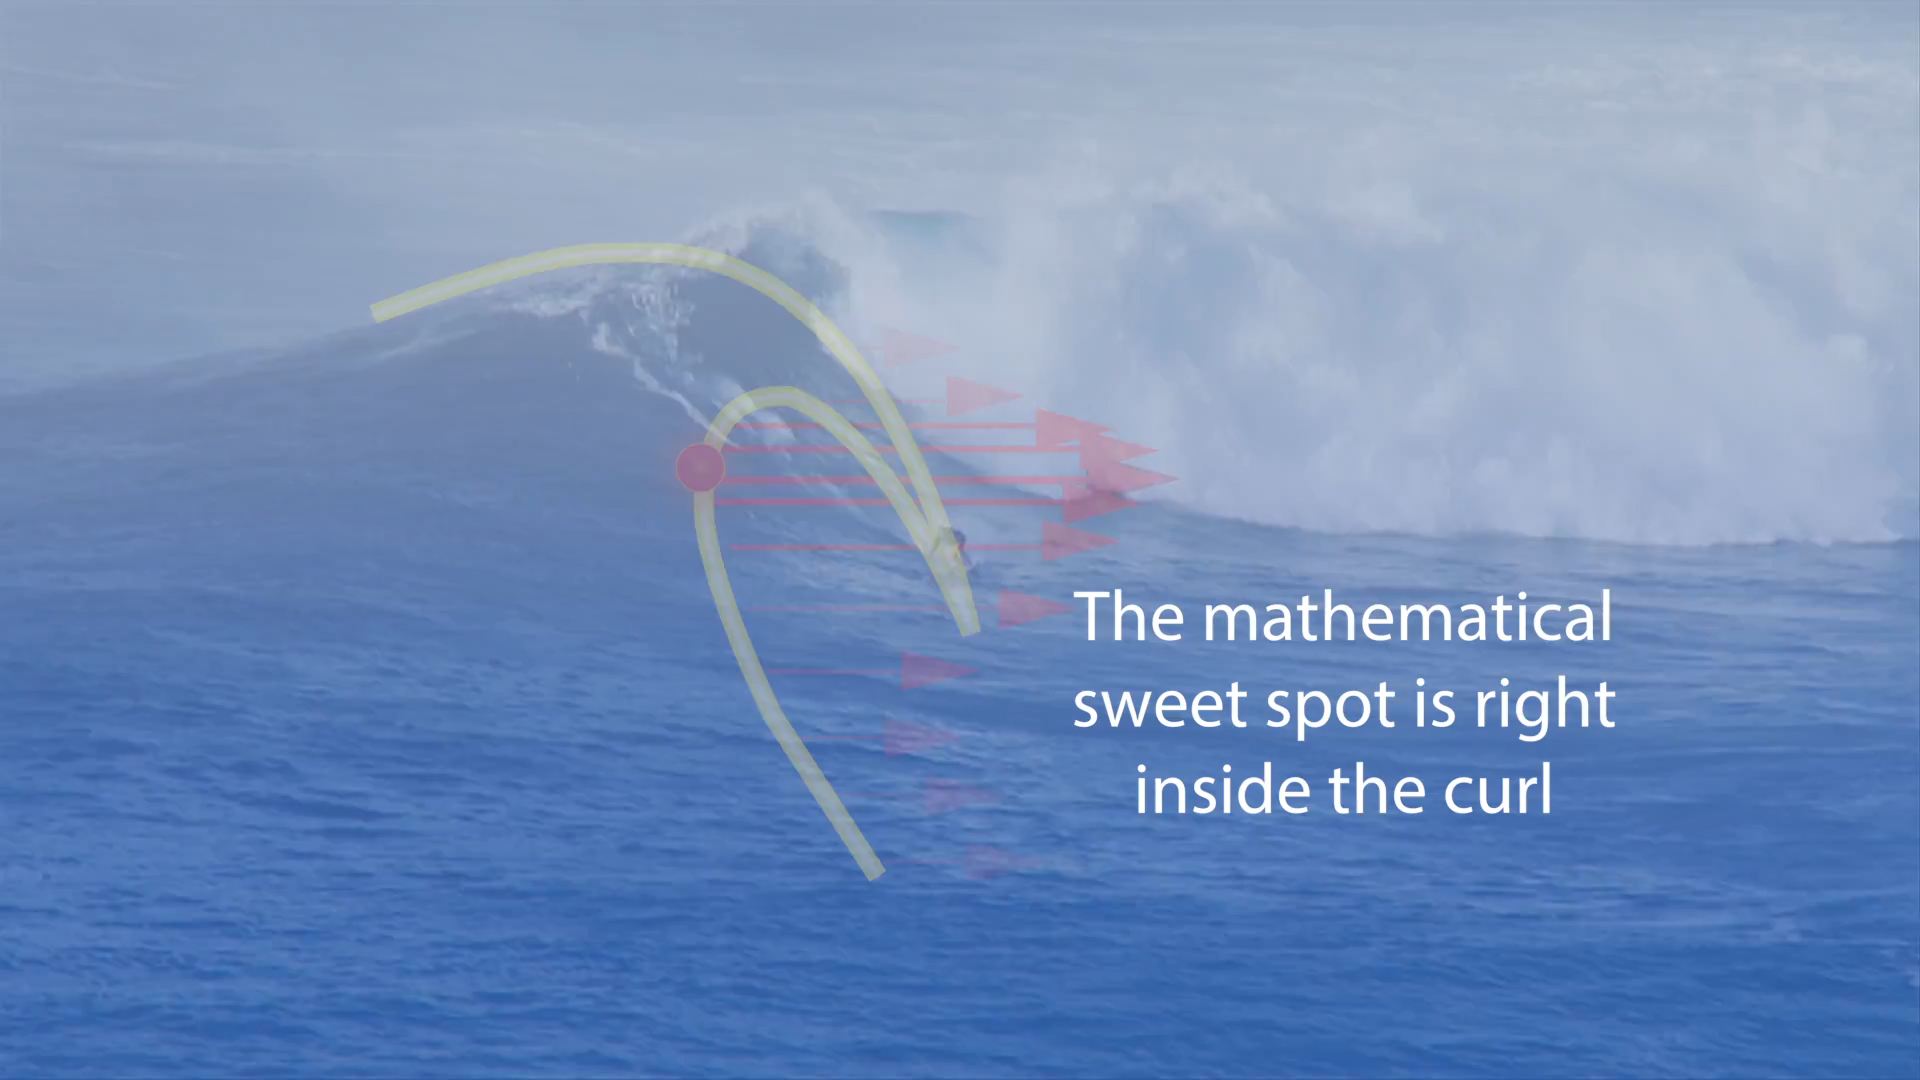 The mathematical
sweet spot is right
inside the curl